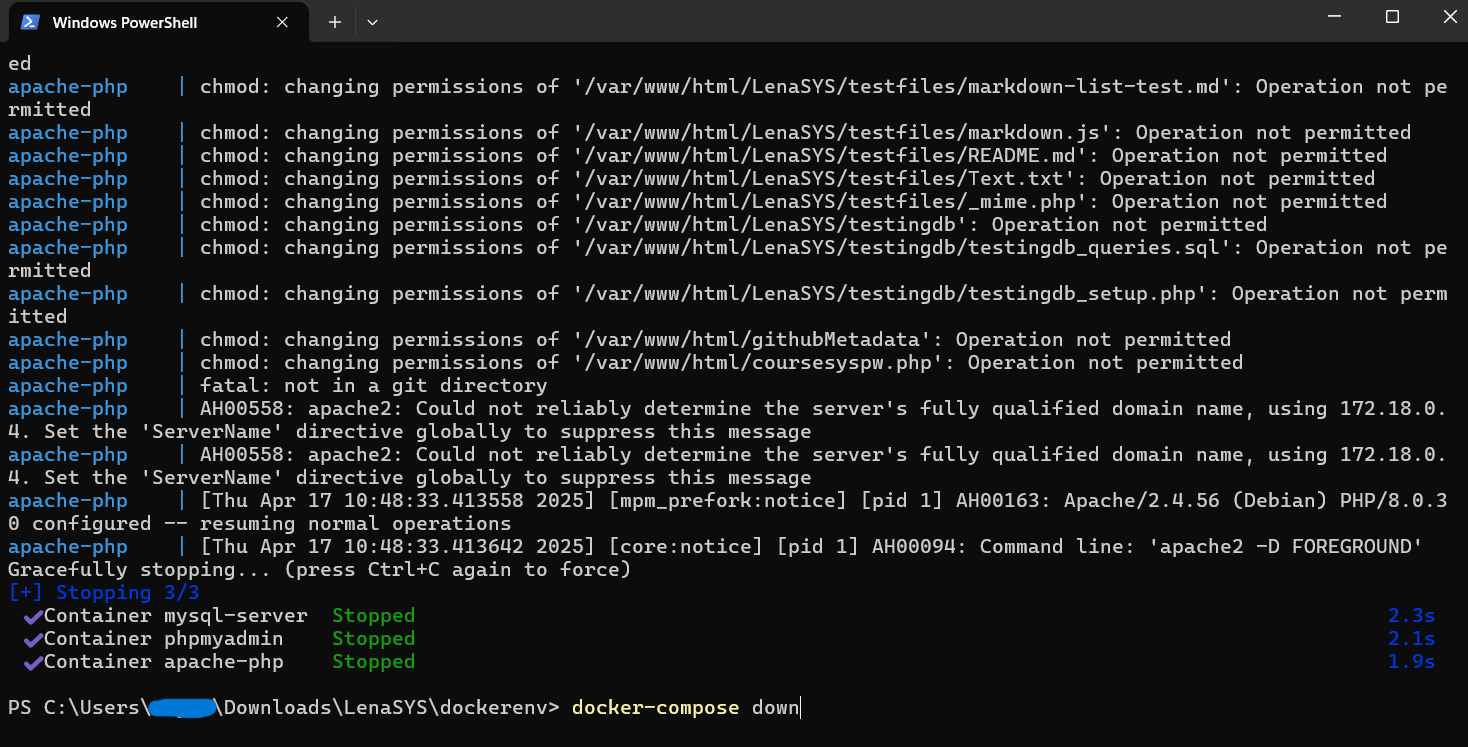 Windows PowerShell
ed
apache-php    | chmod: changing permissions of '/var/www/html/LenaSYS/testfiles/markdown-list-test.md': Operation not pe
rmitted
apache-php    | chmod: changing permissions of '/var/www/html/LenaSYS/testfiles/markdown.js': Operation not permitted
apache-php    | chmod: changing permissions of '/var/www/html/LenaSYS/testfiles/README.md': Operation not permitted
apache-php    | chmod: changing permissions of '/var/www/html/LenaSYS/testfiles/Text.txt': Operation not permitted
apache-php    | chmod: changing permissions of '/var/www/html/LenaSYS/testfiles/_mime.php': Operation not permitted
apache-php    | chmod: changing permissions of '/var/www/html/LenaSYS/testingdb': Operation not permitted
apache-php    | chmod: changing permissions of '/var/www/html/LenaSYS/testingdb/testingdb_queries.sql': Operation not pe
rmitted
apache-php    | chmod: changing permissions of '/var/www/html/LenaSYS/testingdb/testingdb_setup.php': Operation not perm
itted
apache-php    | chmod: changing permissions of '/var/www/html/githubMetadata': Operation not permitted
apache-php    | chmod: changing permissions of '/var/www/html/coursesyspw.php': Operation not permitted
apache-php    | fatal: not in a git directory
apache-php    | AH00558: apache2: Could not reliably determine the server's fully qualified domain name, using 172.18.0.
4. Set the 'ServerName' directive globally to suppress this message
apache-php    | AH00558: apache2: Could not reliably determine the server's fully qualified domain name, using 172.18.0.
4. Set the 'ServerName' directive globally to suppress this message
apache-php    | [Thu Apr 17 10:48:33.413558 2025] [mpm_prefork:notice] [pid 1] AH00163: Apache/2.4.56 (Debian) PHP/8.0.3
0 configured -- resuming normal operations
apache-php    | [Thu Apr 17 10:48:33.413642 2025] [core:notice] [pid 1] AH00094: Command line: 'apache2 -D FOREGROUND'
Gracefully stopping... (press Ctrl+C again to force)
[+] Stopping 3/3
✔Container mysql-server  Stopped 2.3s
✔Container phpmyadmin    Stopped 2.1s
✔Container apache-php    Stopped 1.9s
PS C:\Users\ \Downloads\LenaSYS\dockerenv> docker-compose down